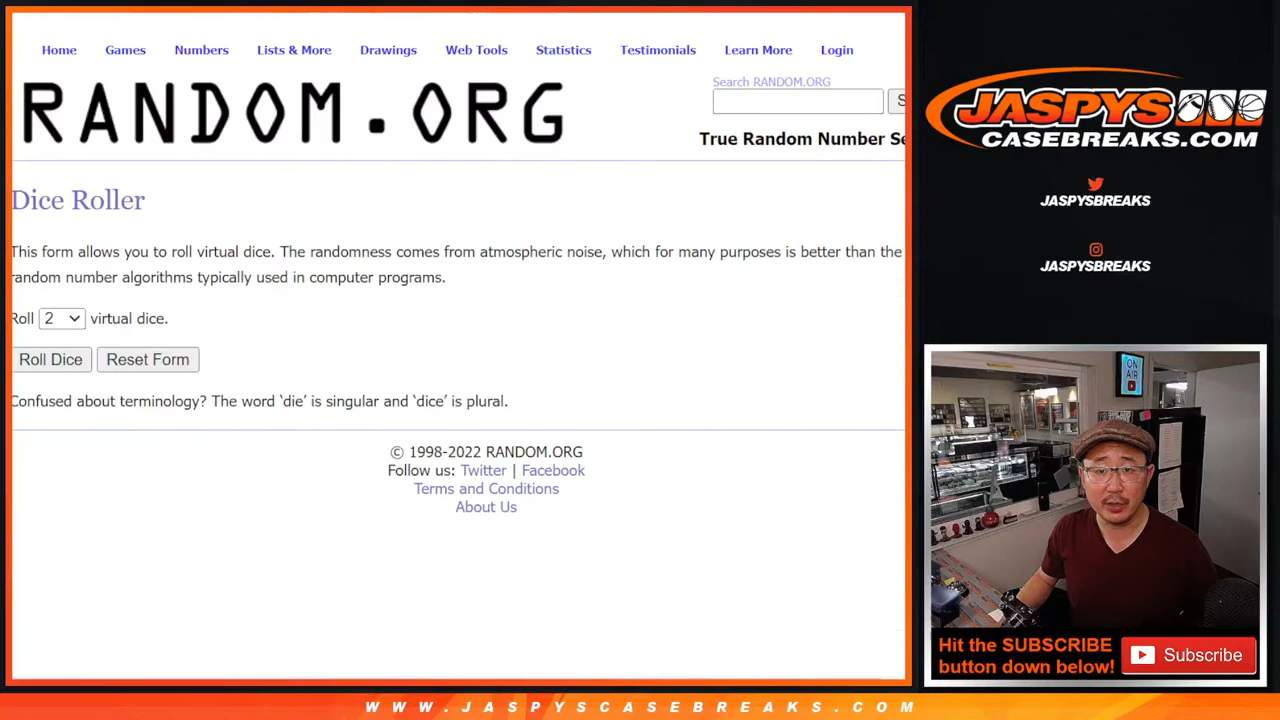 Home Games Numbers Lists & More Drawings Web Tools Statistics Testimonials Learn More Login
RANDOM.ORG
Search RANDOM.ORG
S
True Random Number Se
Dice Roller
This form allows you to roll virtual dice. The randomness comes from atmospheric noise, which for many purposes is better than the
random number algorithms typically used in computer programs.
Roll 2 virtual dice.
Roll Dice Reset Form
Confused about terminology? The word ‘die’ is singular and ‘dice’ is plural.
© 1998-2022 RANDOM.ORG
Follow us: Twitter | Facebook
Terms and Conditions
About Us
JASPYS
CASEBREAKS.COM
JASPYSBREAKS
JASPYSBREAKS
ON
AIR
Hit the SUBSCRIBE
button down below!
Subscribe
WWW.JASPYSCASEBREAKS.COM